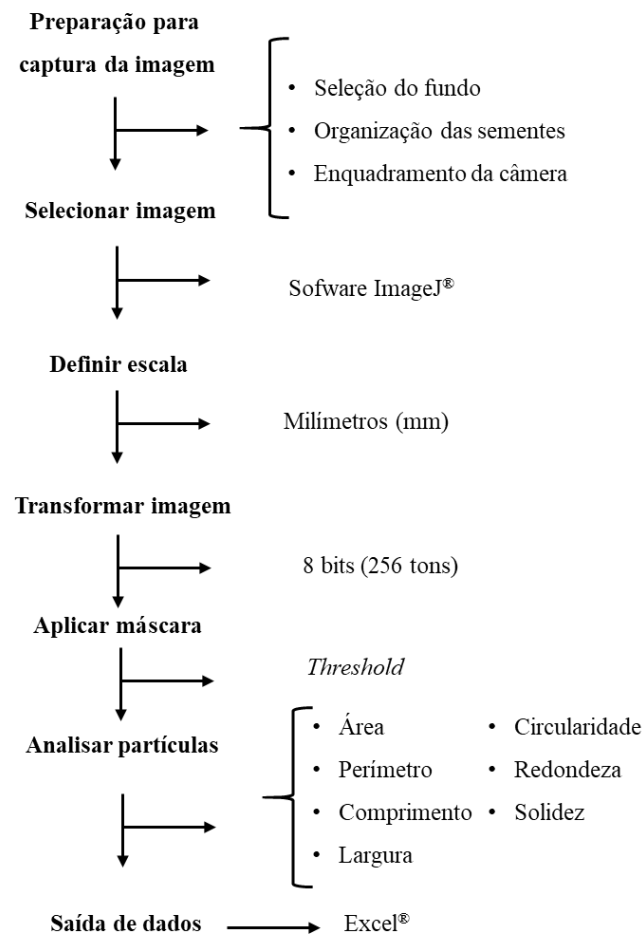 Preparação para
captura da imagem
• Seleção do fundo
• Organização das sementes
• Enquadramento da câmera
Selecionar imagem
Sofware ImageJ®
Definir escala
Milímetros (mm)
Transformar imagem
8 bits (256 tons)
Aplicar máscara
Threshold
Analisar partículas
• Área
• Perímetro
• Comprimento
• Largura
• Circularidade
• Redondeza
• Solidez
Saída de dados
Excel®